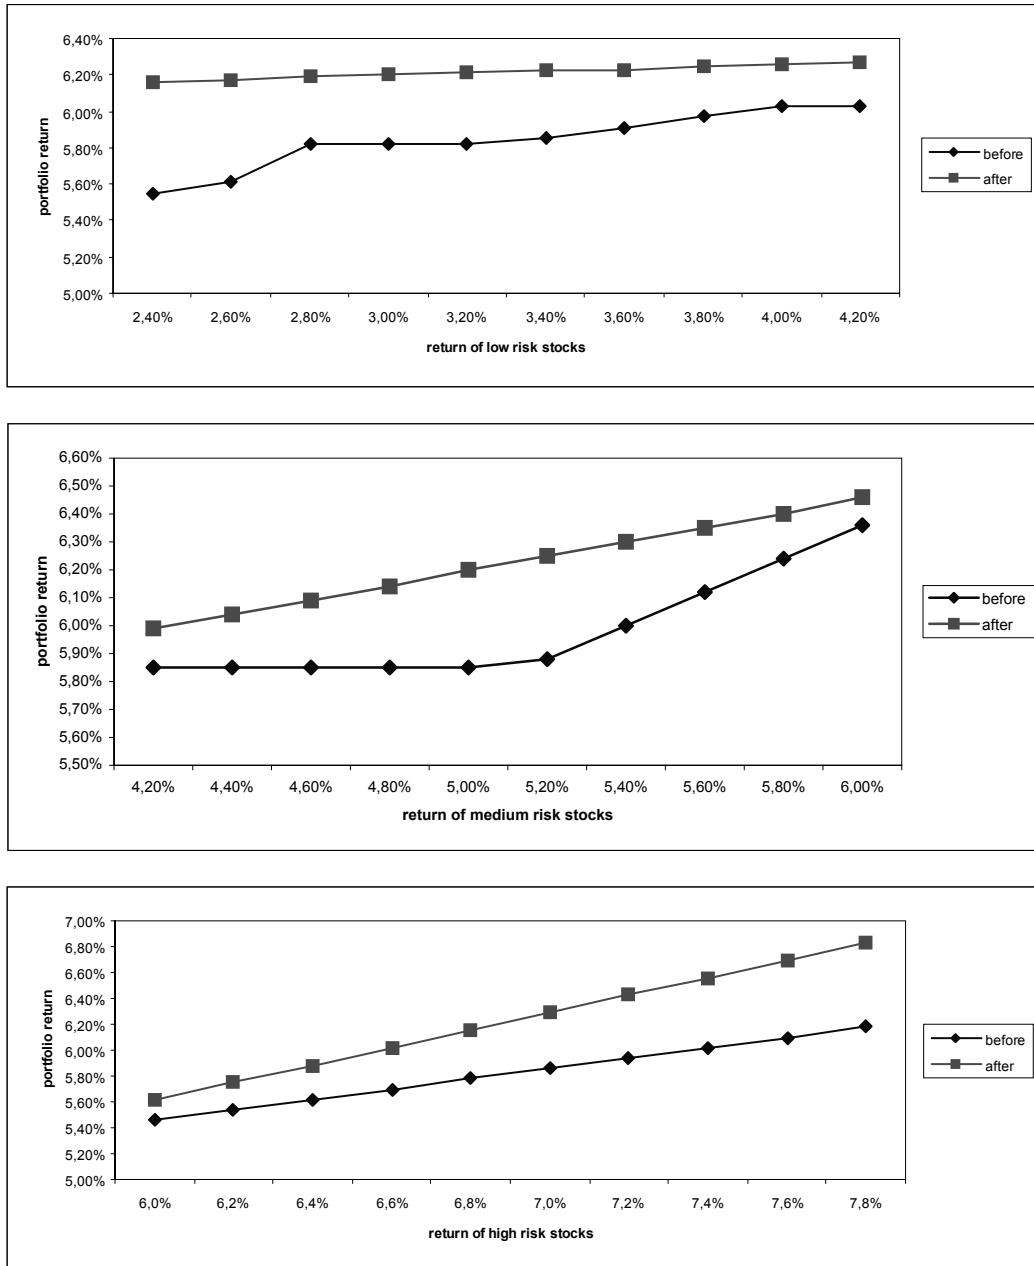 6,40%
6,20%
6,00%
5,80%
5,60%
5,40%
5,20%
5,00%
portfolio return
2,40% 2,60% 2,80% 3,00% 3,20% 3,40% 3,60% 3,80% 4,00% 4,20%
return of low risk stocks
before
after
6,60%
6,50%
6,40%
6,30%
6,20%
6,10%
6,00%
5,90%
5,80%
5,70%
5,60%
5,50%
portfolio return
4,20% 4,40% 4,60% 4,80% 5,00% 5,20% 5,40% 5,60% 5,80% 6,00%
return of medium risk stocks
before
after
7,00%
6,80%
6,60%
6,40%
6,20%
6,00%
5,80%
5,60%
5,40%
5,20%
5,00%
portfolio return
6,0% 6,2% 6,4% 6,6% 6,8% 7,0% 7,2% 7,4% 7,6% 7,8%
return of high risk stocks
before
after